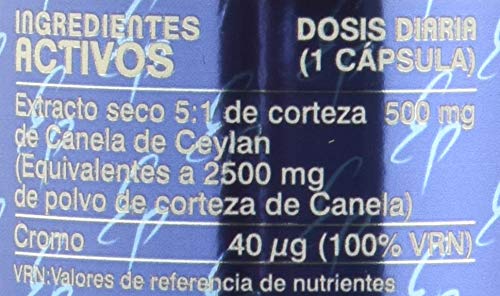 INGREDIENTES DOSIS DIARIA
ACTIVOS (1 CÁPSULA)
Extracto seco 5:1 de corteza 500 mg
de Canela de Ceylan
(Equivalentes a 2500 mg
de polvo de corteza de Canela)
Cromo 40 µg (100% VRN)
VRN:Valores de referencia de nutrientes